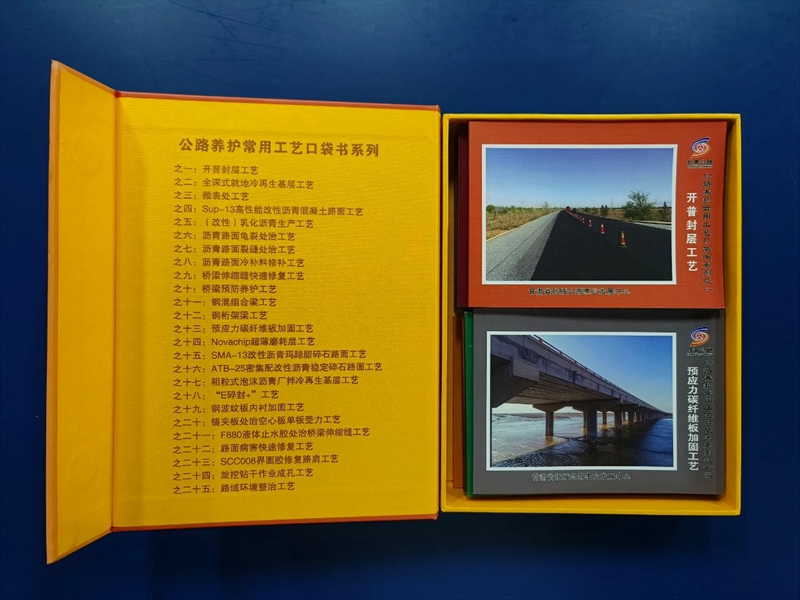 公路养护常用工艺口袋书系列
之一：开普封层工艺
之二：全深式就地冷再生基层工艺
之三：微表处工艺
之四：Sup-13高性能改性沥青混凝土路面工艺
之五：（改性）乳化沥青生产工艺
之六：沥青路面龟裂处治工艺
之七：沥青路面裂缝处治工艺
之八：沥青路面冷补料修补工艺
之九：桥梁伸缩缝快速修复工艺
之十：桥梁预防养护工艺
之十一：钢混组合梁工艺
之十二：钢桁架梁工艺
之十三：预应力碳纤维板加固工艺
之十四：Novachip超薄磨耗层工艺
之十五：SMA-13改性沥青玛蹄脂碎石路面工艺
之十六：ATB-25密集配改性沥青稳定碎石路面工艺
之十七：粗粒式泡沫沥青厂拌冷再生基层工艺
之十八：“E碎封+”工艺
之十九：钢波纹板内衬加固工艺
之二十：锚夹板处治空心板单板受力工艺
之二十一：F880液体止水胶处治桥梁伸缩缝工艺
之二十二：路面病害快速修复工艺
之二十三：SCC008界面胶修复路肩工艺
之二十四：旋挖钻干作业成孔工艺
之二十五：路域环境整治工艺
开普封层工艺
预应力碳纤维板加固工艺